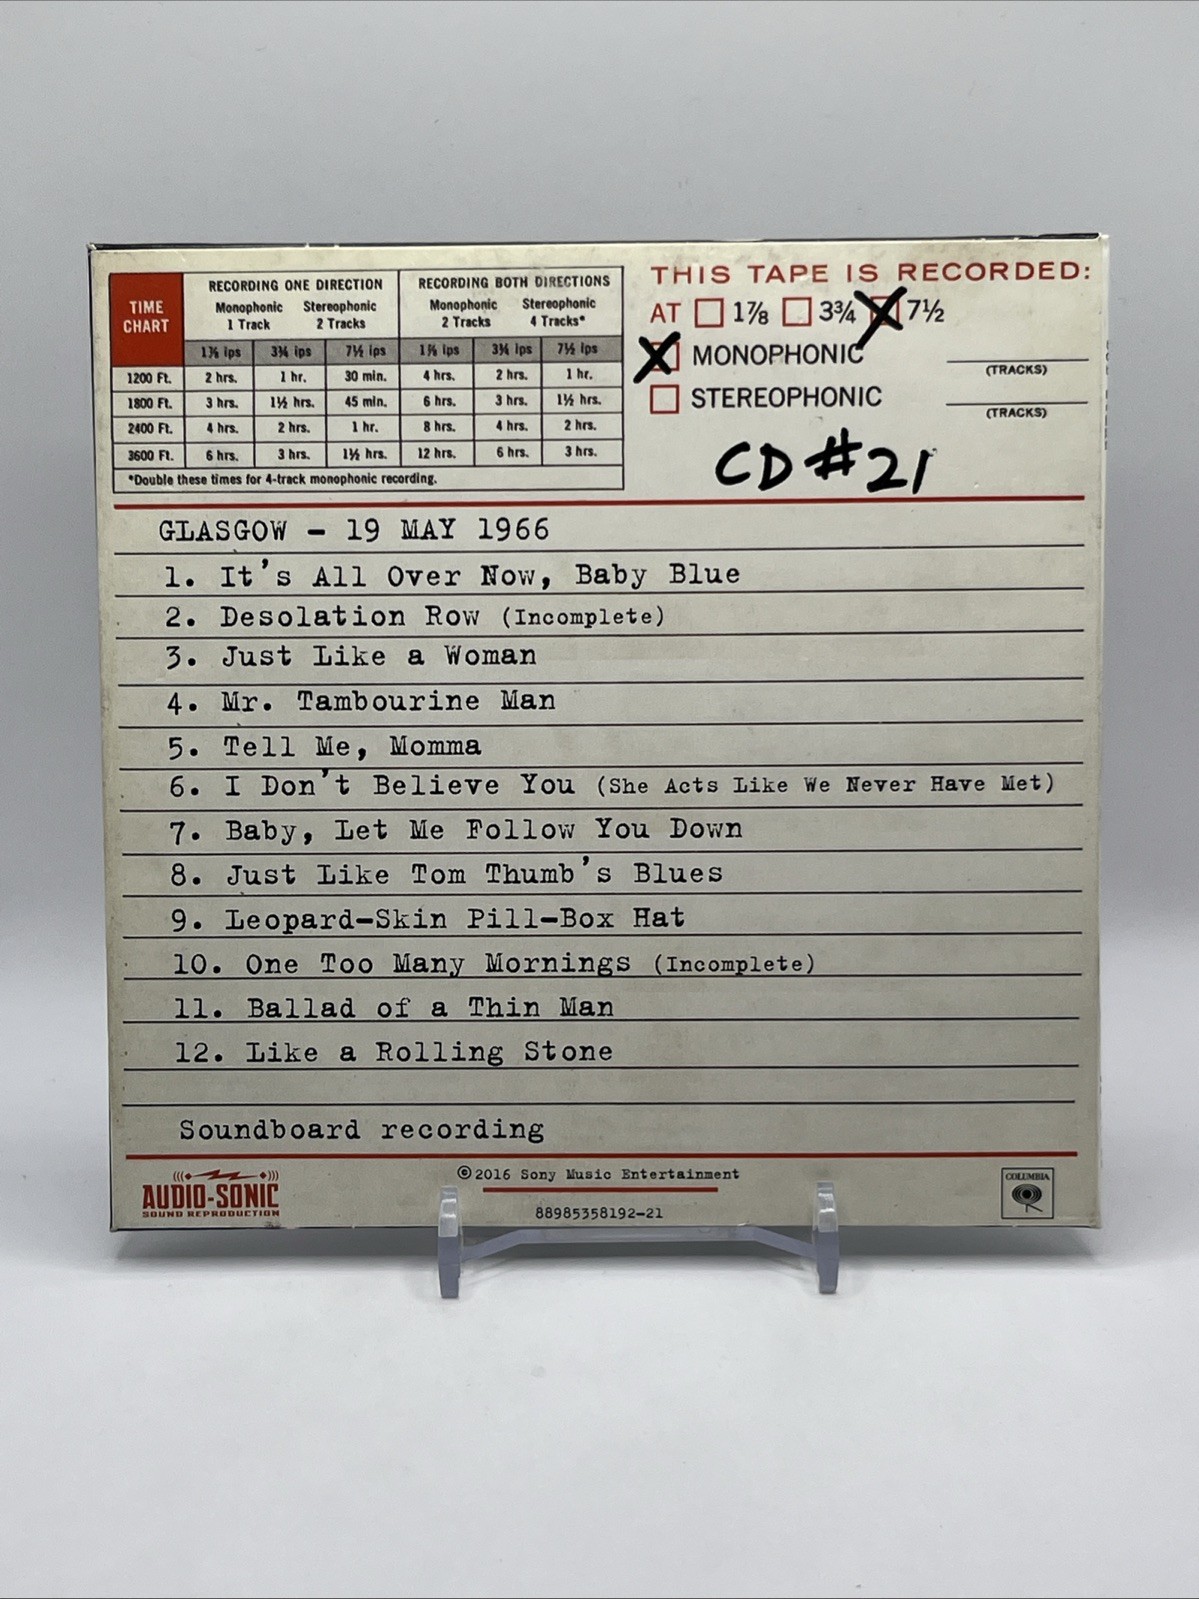 TIME CHART
RECORDING ONE DIRECTION
RECORDING BOTH DIRECTIONS
Monophonic 1 Track
Stereophonic 2 Tracks
Monophonic 2 Tracks
Stereophonic 4 Tracks*
1⅞ ips 3¾ ips 7½ ips 1⅞ ips 3¾ ips 7½ ips
1200 Ft. 2 hrs. 1 hr. 30 min. 4 hrs. 2 hrs. 1 hr.
1800 Ft. 3 hrs. 1½ hrs. 45 min. 6 hrs. 3 hrs. 1½ hrs.
2400 Ft. 4 hrs. 2 hrs. 1 hr. 8 hrs. 4 hrs. 2 hrs.
3600 Ft. 6 hrs. 3 hrs. 1½ hrs. 12 hrs. 6 hrs. 3 hrs.
*Double these times for 4-track monophonic recording.
THIS TAPE IS RECORDED:
AT 1⅞ 3¾ X 7½
X MONOPHONIC
(TRACKS)
STEREOPHONIC
(TRACKS)
CD #21
GLASGOW - 19 MAY 1966
1. It's All Over Now, Baby Blue
2. Desolation Row (Incomplete)
3. Just Like a Woman
4. Mr. Tambourine Man
5. Tell Me, Momma
6. I Don't Believe You (She Acts Like We Never Have Met)
7. Baby, Let Me Follow You Down
8. Just Like Tom Thumb's Blues
9. Leopard-Skin Pill-Box Hat
10. One Too Many Mornings (Incomplete)
11. Ballad of a Thin Man
12. Like a Rolling Stone
Soundboard recording
AUDIO-SONIC
SOUND REPRODUCTION
©2016 Sony Music Entertainment
88985358192-21
COLUMBIA